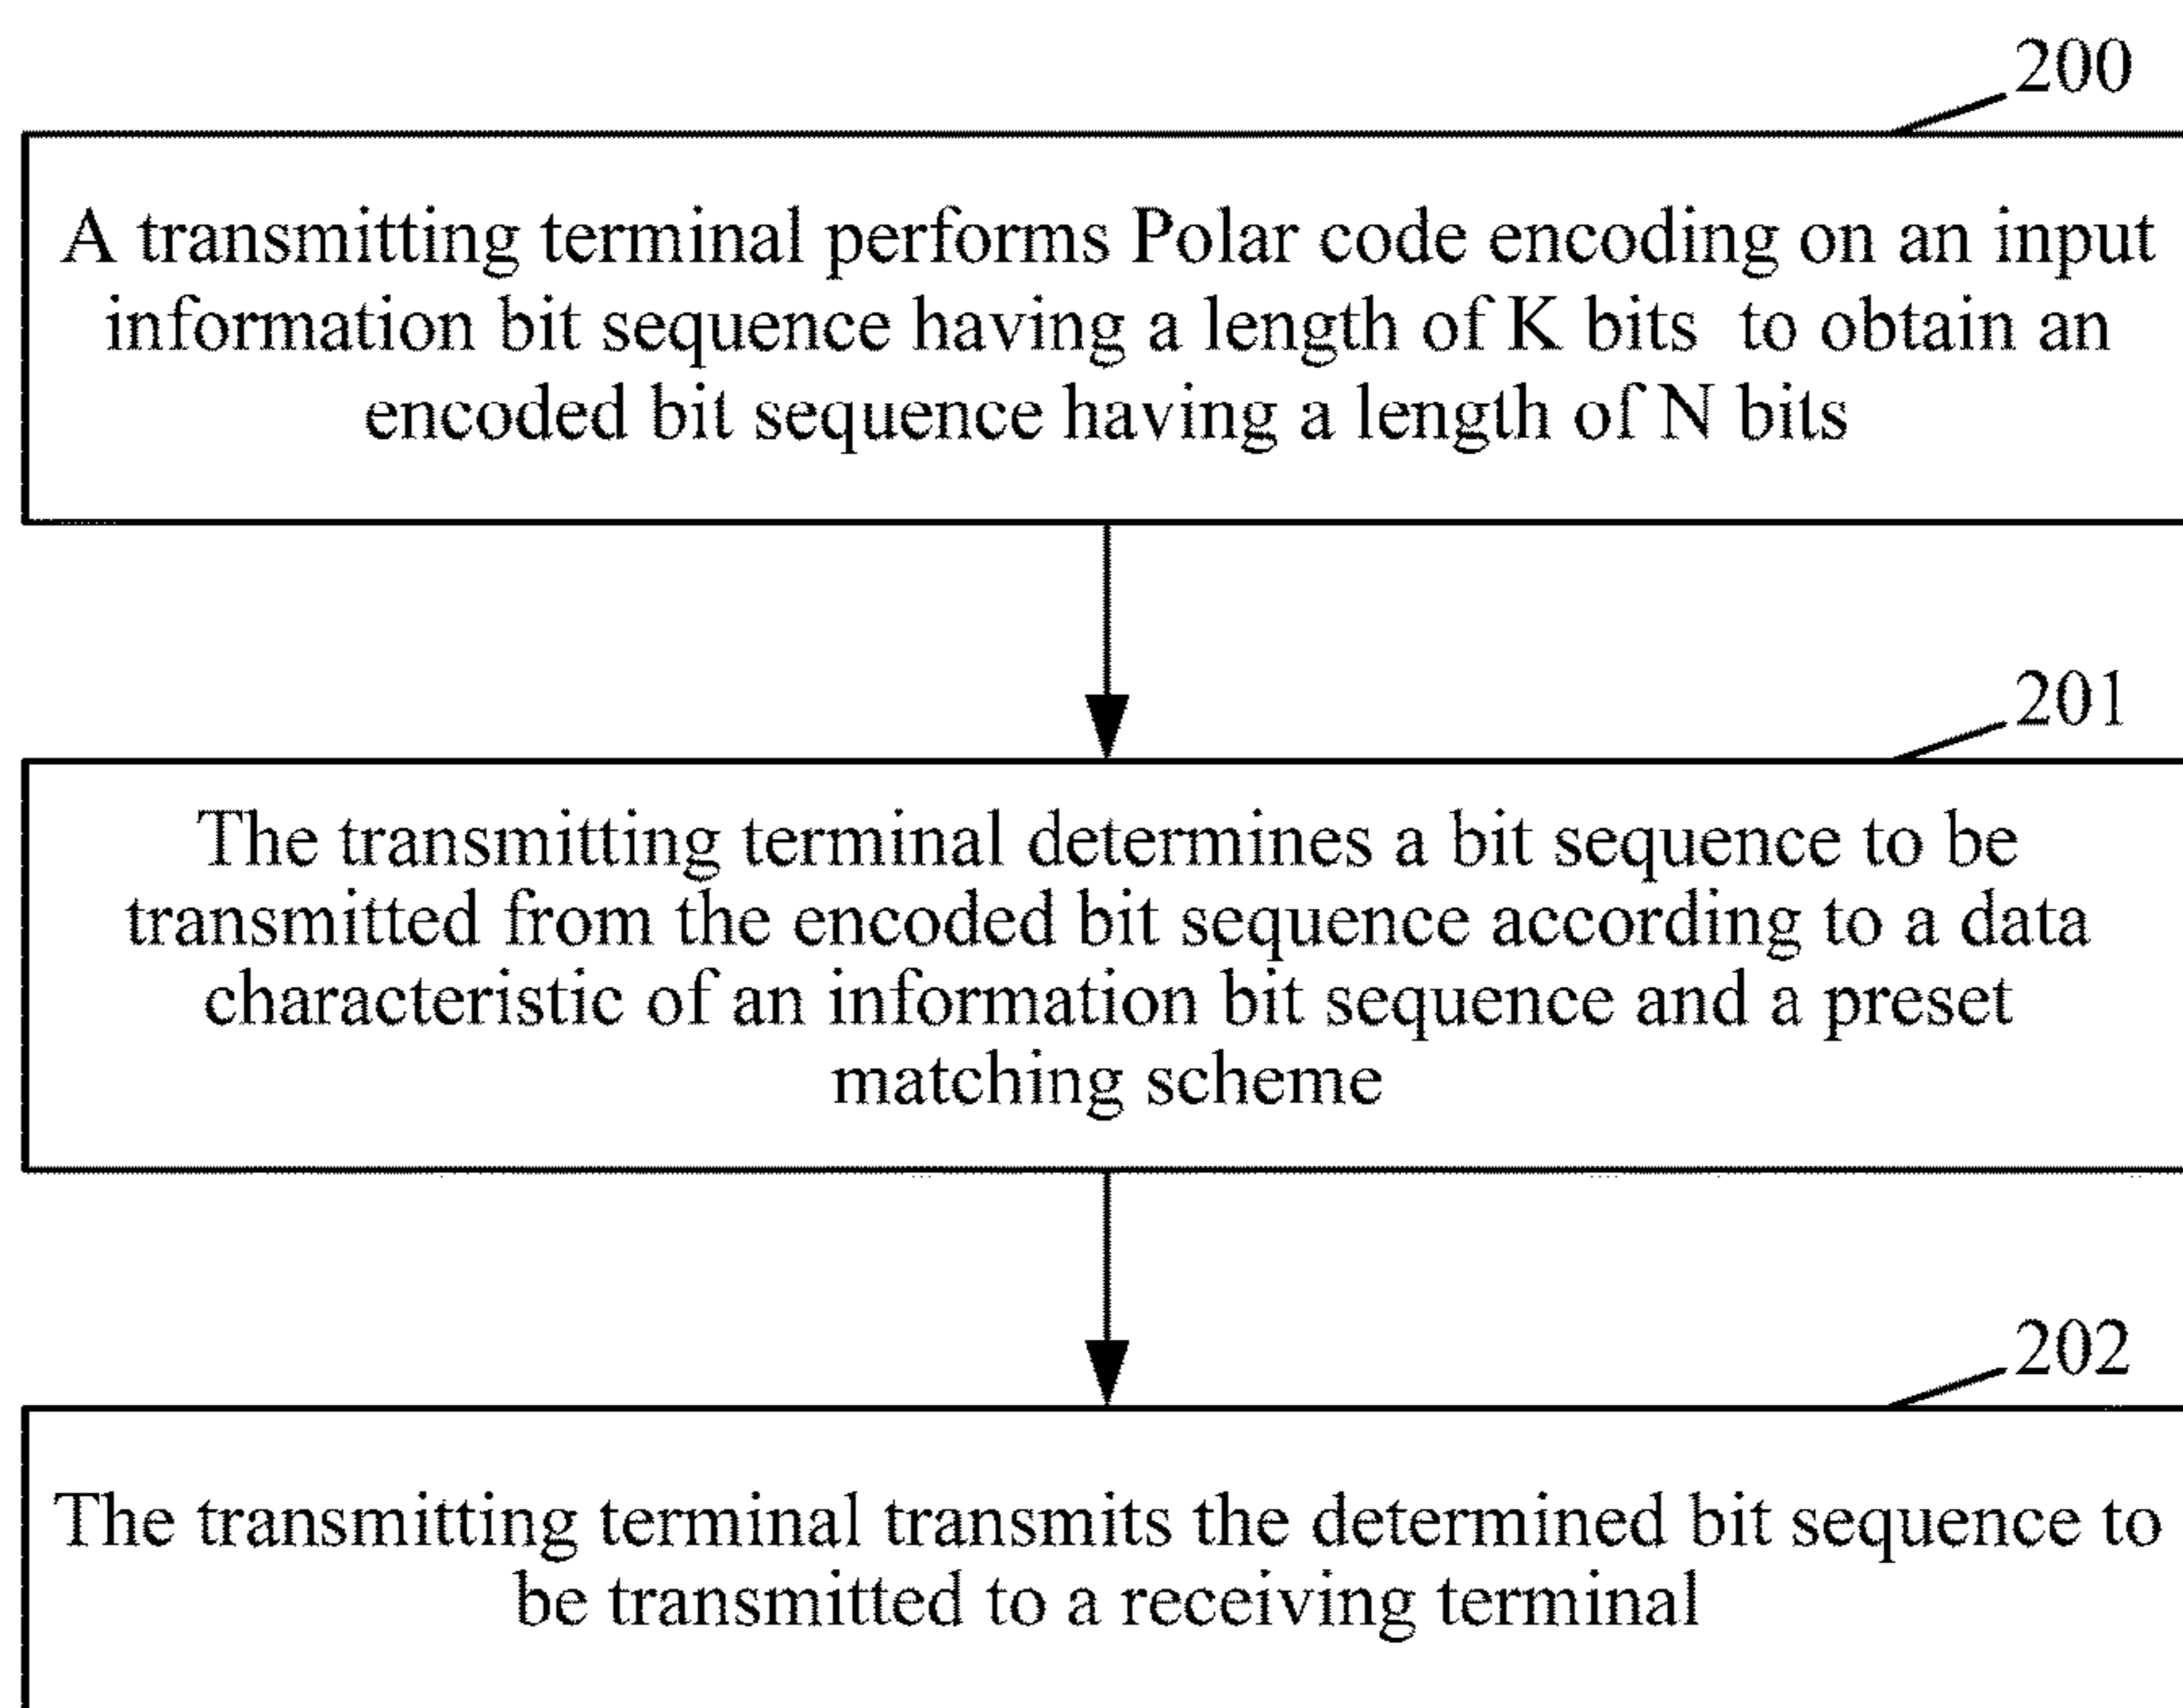 200
A transmitting terminal performs Polar code encoding on an input
information bit sequence having a length of K bits to obtain an
encoded bit sequence having a length of N bits
201
The transmitting terminal determines a bit sequence to be
transmitted from the encoded bit sequence according to a data
characteristic of an information bit sequence and a preset
matching scheme
202
The transmitting terminal transmits the determined bit sequence to
be transmitted to a receiving terminal